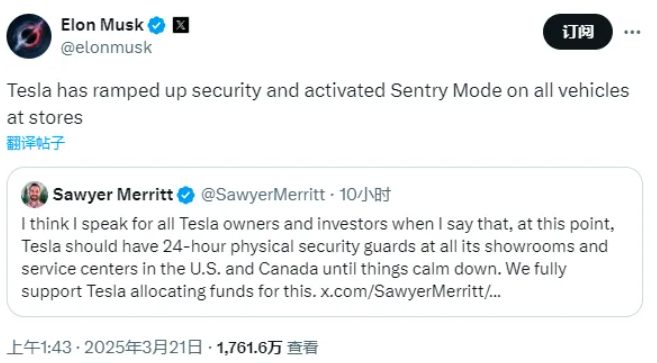 Elon Musk
@elonmusk
订阅
Tesla has ramped up security and activated Sentry Mode on all vehicles
at stores
翻译帖子
Sawyer Merritt @SawyerMerritt · 10小时
I think I speak for all Tesla owners and investors when I say that, at this point,
Tesla should have 24-hour physical security guards at all its showrooms and
service centers in the U.S. and Canada until things calm down. We fully
support Tesla allocating funds for this. x.com/SawyerMerritt/...
上午1:43 · 2025年3月21日 · 1,761.6万 查看